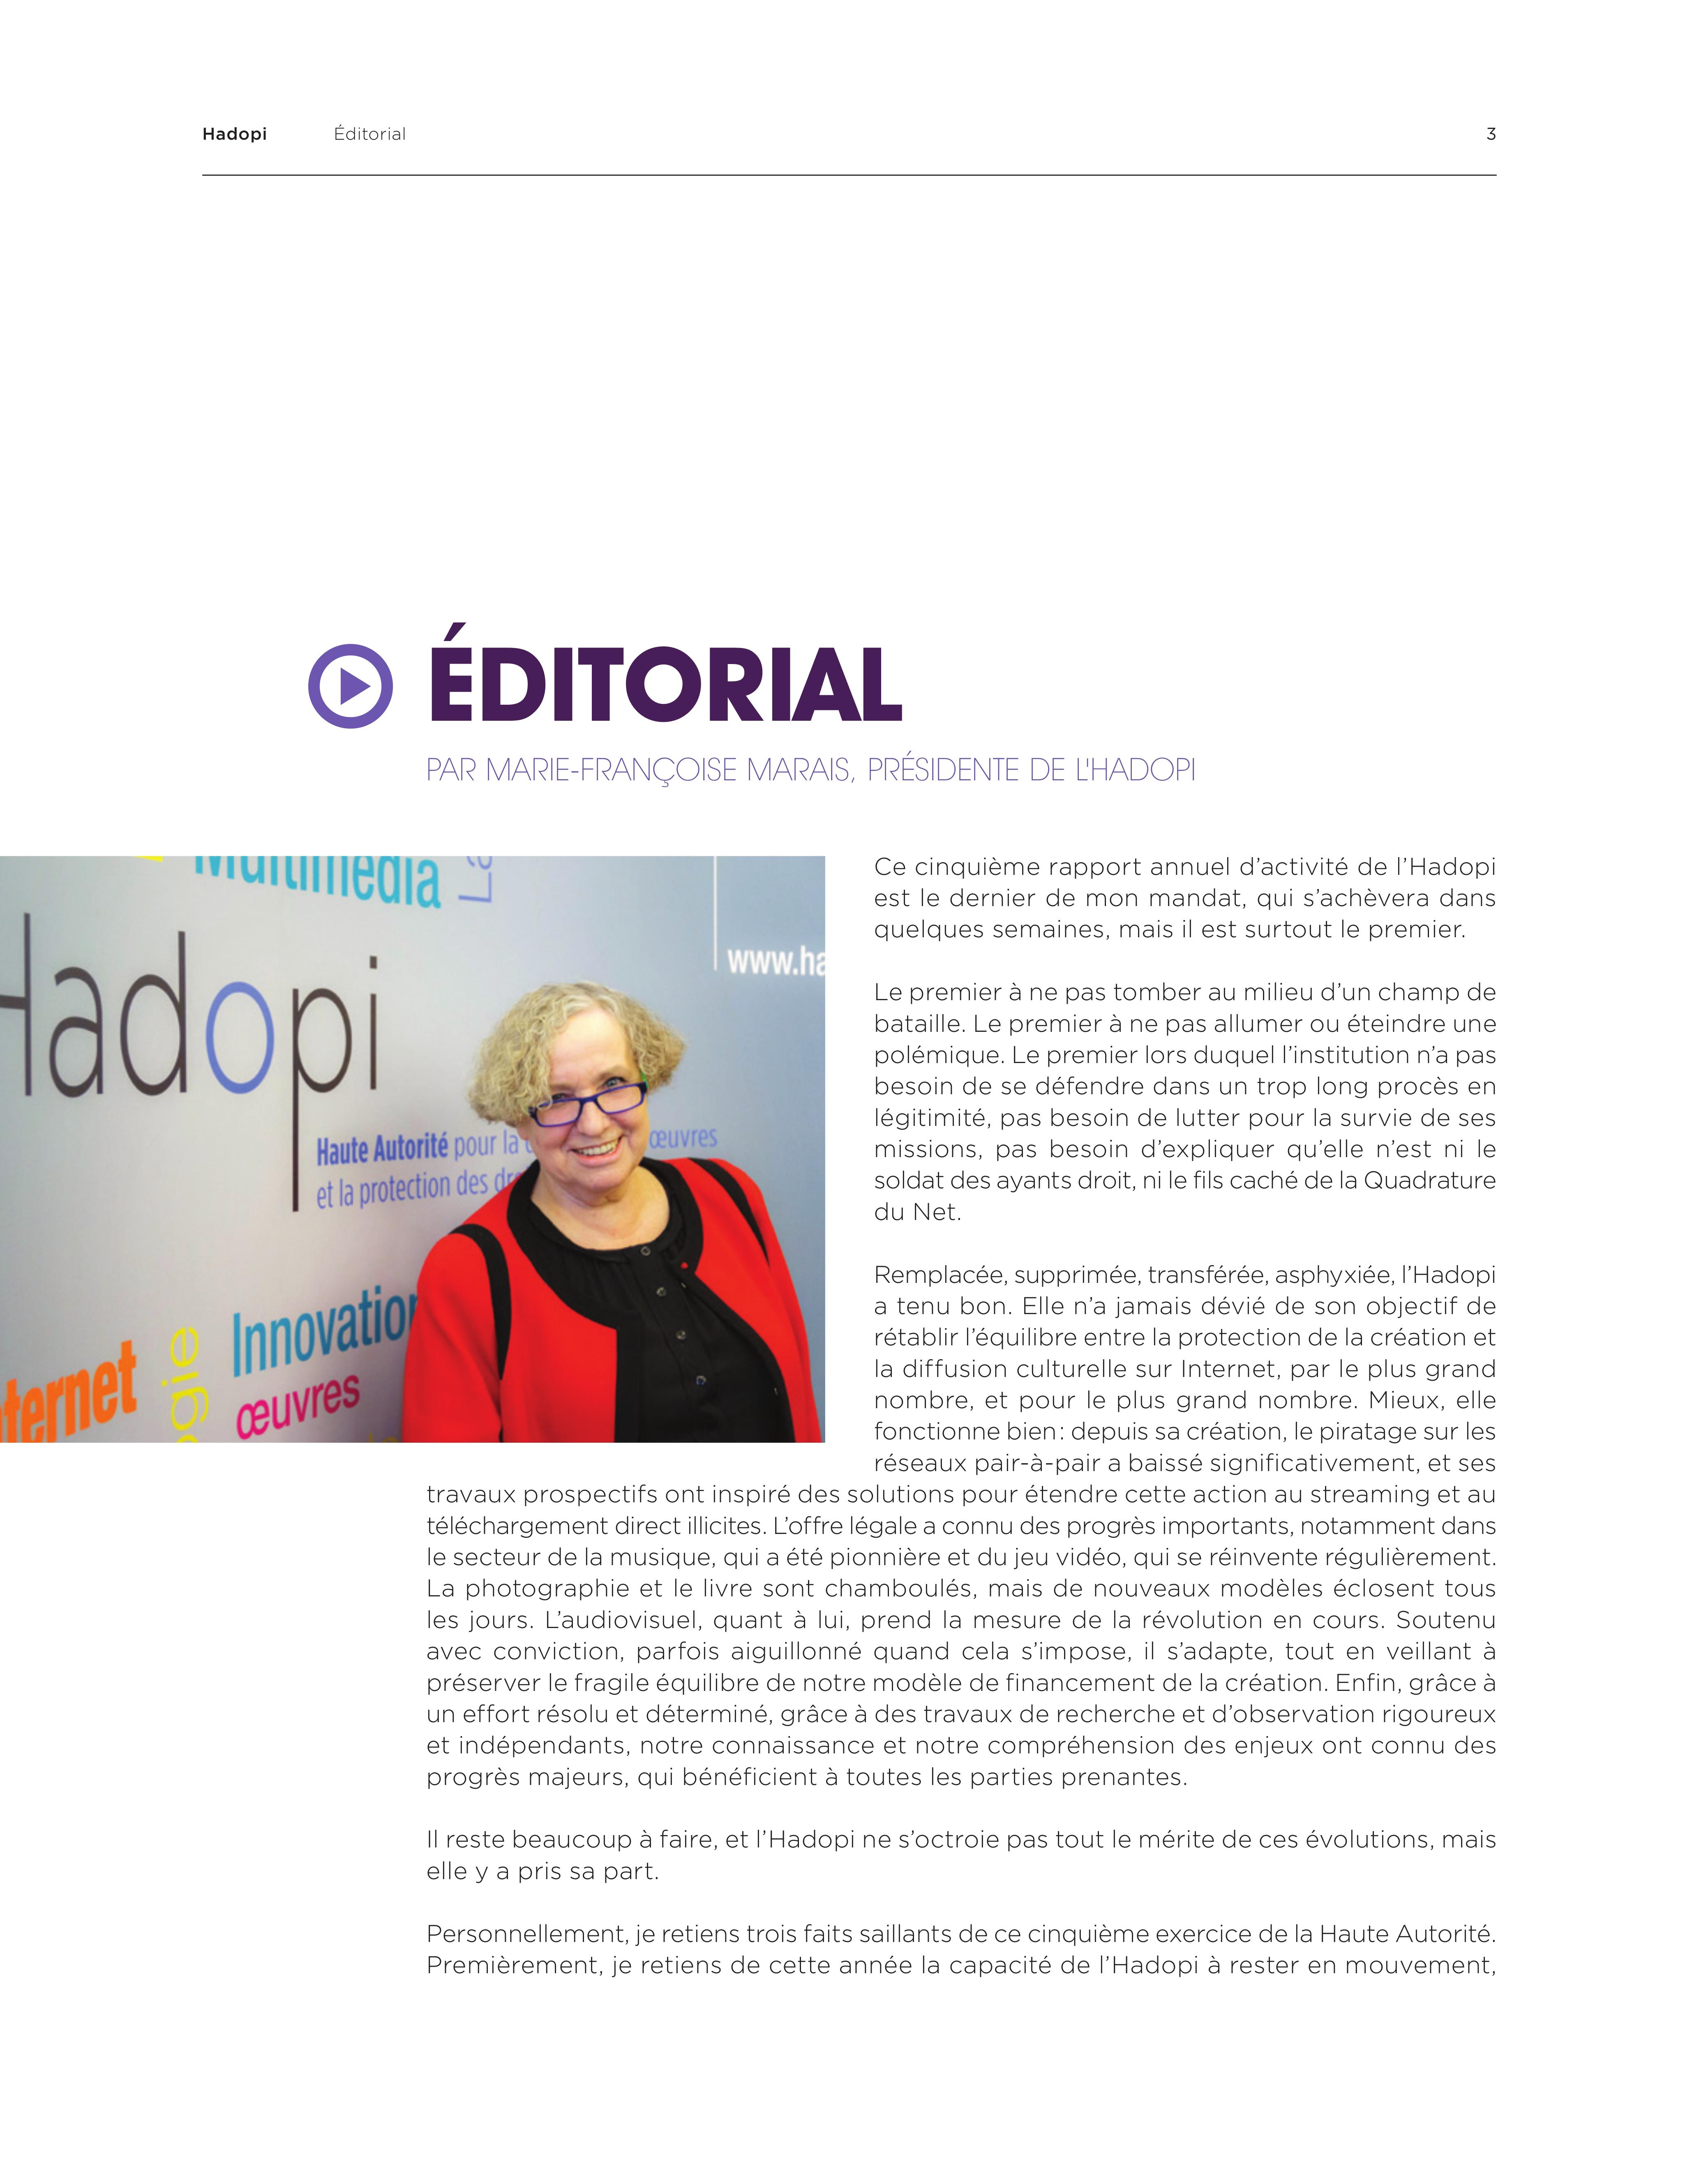 Hadopi Éditorial 3
ÉDITORIAL
PAR MARIE-FRANÇOISE MARAIS, PRÉSIDENTE DE L'HADOPI
Multimédia
La
www.ha
Hadopi
Haute Autorité pour la
œuvres
et la protection des dro
Innovation
ternet
ogie
œuvres
Ce cinquième rapport annuel d’activité de l’Hadopi
est le dernier de mon mandat, qui s’achèvera dans
quelques semaines, mais il est surtout le premier.
Le premier à ne pas tomber au milieu d’un champ de
bataille. Le premier à ne pas allumer ou éteindre une
polémique. Le premier lors duquel l’institution n’a pas
besoin de se défendre dans un trop long procès en
légitimité, pas besoin de lutter pour la survie de ses
missions, pas besoin d’expliquer qu’elle n’est ni le
soldat des ayants droit, ni le fils caché de la Quadrature
du Net.
Remplacée, supprimée, transférée, asphyxiée, l’Hadopi
a tenu bon. Elle n’a jamais dévié de son objectif de
rétablir l’équilibre entre la protection de la création et
la diffusion culturelle sur Internet, par le plus grand
nombre, et pour le plus grand nombre. Mieux, elle
fonctionne bien : depuis sa création, le piratage sur les
réseaux pair-à-pair a baissé significativement, et ses
travaux prospectifs ont inspiré des solutions pour étendre cette action au streaming et au
téléchargement direct illicites. L’offre légale a connu des progrès importants, notamment dans
le secteur de la musique, qui a été pionnière et du jeu vidéo, qui se réinvente régulièrement.
La photographie et le livre sont chamboulés, mais de nouveaux modèles éclosent tous
les jours. L’audiovisuel, quant à lui, prend la mesure de la révolution en cours. Soutenu
avec conviction, parfois aiguillonné quand cela s’impose, il s’adapte, tout en veillant à
préserver le fragile équilibre de notre modèle de financement de la création. Enfin, grâce à
un effort résolu et déterminé, grâce à des travaux de recherche et d’observation rigoureux
et indépendants, notre connaissance et notre compréhension des enjeux ont connu des
progrès majeurs, qui bénéficient à toutes les parties prenantes.
Il reste beaucoup à faire, et l’Hadopi ne s’octroie pas tout le mérite de ces évolutions, mais
elle y a pris sa part.
Personnellement, je retiens trois faits saillants de ce cinquième exercice de la Haute Autorité.
Premièrement, je retiens de cette année la capacité de l’Hadopi à rester en mouvement,